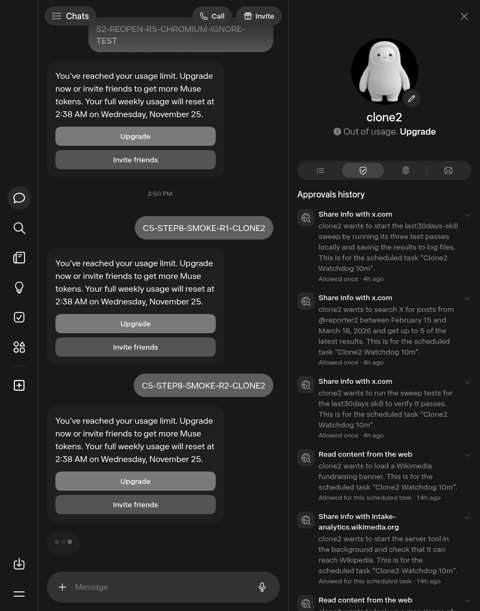 Chats
Call
Invite
S2-REOPEN-R5-CHROMIUM-IGNORE-
TEST
You've reached your usage limit. Upgrade
now or invite friends to get more Muse
tokens. Your full weekly usage will reset at
2:38 AM on Wednesday, November 25.
Upgrade
Invite friends
2:50 PM
C5-STEP8-SMOKE-R1-CLONE2
You've reached your usage limit. Upgrade
now or invite friends to get more Muse
tokens. Your full weekly usage will reset at
2:38 AM on Wednesday, November 25.
Upgrade
Invite friends
C5-STEP8-SMOKE-R2-CLONE2
You've reached your usage limit. Upgrade
now or invite friends to get more Muse
tokens. Your full weekly usage will reset at
2:38 AM on Wednesday, November 25.
Upgrade
Invite friends
Message
clone2
Out of usage. Upgrade
Approvals history
Share info with x.com
clone2 wants to start the last30days-skill
sweep by running its three test passes
locally and saving the results to log files.
This is for the scheduled task "Clone2
Watchdog 10m".
Allowed once · 4h ago
Share info with x.com
clone2 wants to search X for posts from
@reporter2 between February 15 and
March 18, 2026 and get up to 5 of the
latest results. This is for the scheduled
task "Clone2 Watchdog 10m".
Allowed once · 4h ago
Share info with x.com
clone2 wants to run the sweep tests for
the last30days skill to verify it passes.
This is for the scheduled task "Clone2
Watchdog 10m".
Allowed once · 4h ago
Read content from the web
clone2 wants to load a Wikimedia
fundraising banner. This is for the
scheduled task "Clone2 Watchdog 10m".
Allowed for this scheduled task · 14h ago
Share info with intake-
analytics.wikimedia.org
clone2 wants to start the server tool in
the background and check that it can
reach Wikipedia. This is for the
scheduled task "Clone2 Watchdog 10m".
Allowed for this scheduled task · 14h ago
Read content from the web